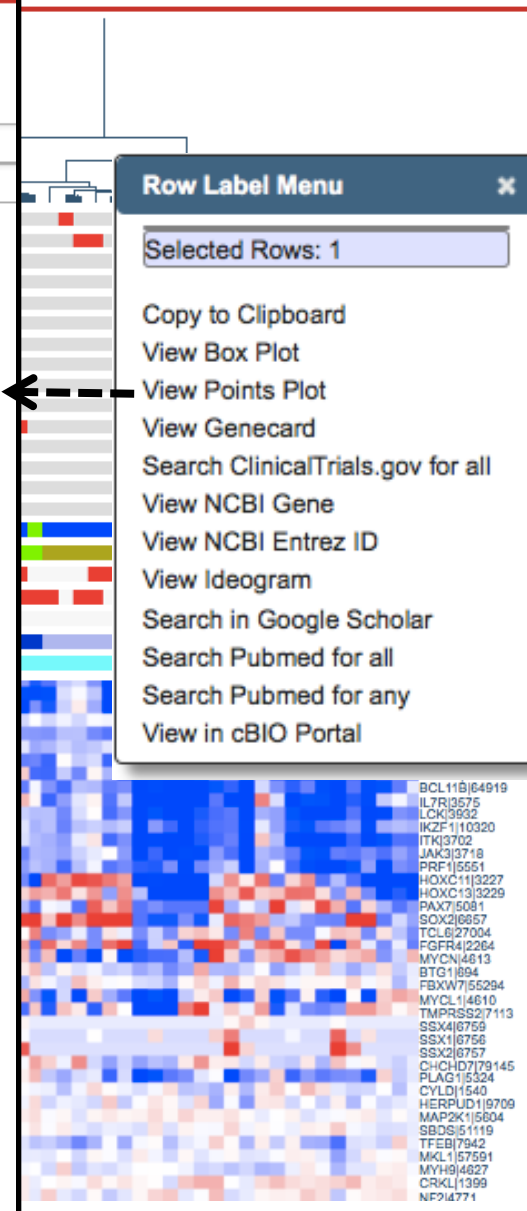 Row Label Menu ×
Selected Rows: 1
Copy to Clipboard
View Box Plot
View Points Plot
View Genecard
Search ClinicalTrials.gov for all
View NCBI Gene
View NCBI Entrez ID
View Ideogram
Search in Google Scholar
Search Pubmed for all
Search Pubmed for any
View in cBIO Portal
BCL11B|64919
IL7R|3575
LCK|3932
IKZF1|10320
ITK|3702
JAK3|3718
PRF1|5551
HOXC11|3227
HOXC13|3229
PAX7|5081
SOX2|6657
TCL6|27004
FGFR4|2264
MYCN|4613
BTG1|694
FBXW7|55294
MYCL1|4610
TMPRSS2|7113
SSX4|6759
SSX1|6756
SSX2|6757
CHCHD7|79145
PLAG1|5324
CYLD|1540
HERPUD1|9709
MAP2K1|5604
SBDS|51119
TFEB|7942
MKL1|57591
MYH9|4627
CRKL|1399
NF2|4771